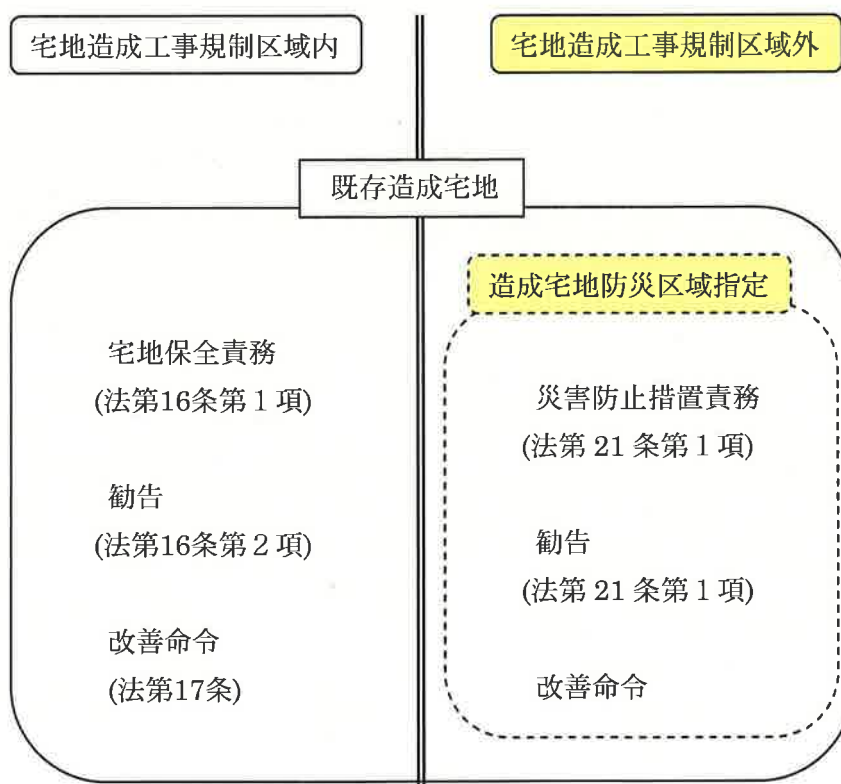 宅地造成工事規制区域内
宅地造成工事規制区域外
既存造成宅地
宅地保全責務
(法第16条第１項)
勧告
(法第16条第２項)
改善命令
(法第17条)
造成宅地防災区域指定
災害防止措置責務
(法第 21 条第１項)
勧告
(法第 21 条第１項)
改善命令